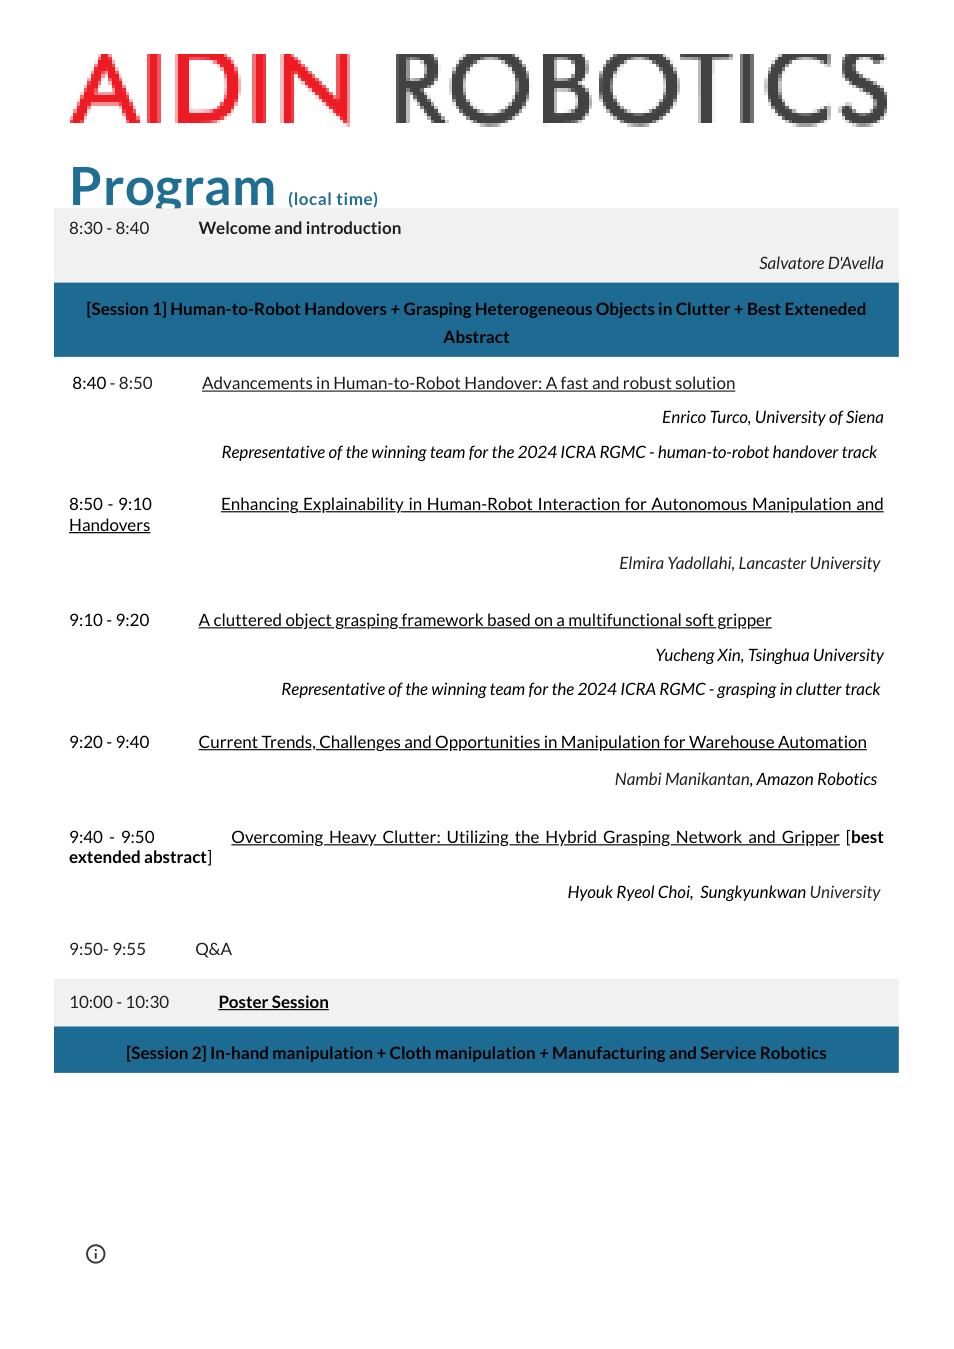 AIDIN ROBOTICS
Program (local time)
8:30 - 8:40 Welcome and introduction
Salvatore D'Avella
[Session 1] Human-to-Robot Handovers + Grasping Heterogeneous Objects in Clutter + Best Exteneded
Abstract
8:40 - 8:50 Advancements in Human-to-Robot Handover: A fast and robust solution
Enrico Turco, University of Siena
Representative of the winning team for the 2024 ICRA RGMC - human-to-robot handover track
8:50 - 9:10 Enhancing Explainability in Human-Robot Interaction for Autonomous Manipulation and
Handovers
Elmira Yadollahi, Lancaster University
9:10 - 9:20 A cluttered object grasping framework based on a multifunctional soft gripper
Yucheng Xin, Tsinghua University
Representative of the winning team for the 2024 ICRA RGMC - grasping in clutter track
9:20 - 9:40 Current Trends, Challenges and Opportunities in Manipulation for Warehouse Automation
Nambi Manikantan, Amazon Robotics
9:40 - 9:50 Overcoming Heavy Clutter: Utilizing the Hybrid Grasping Network and Gripper [best
extended abstract]
Hyouk Ryeol Choi, Sungkyunkwan University
9:50- 9:55 Q&A
10:00 - 10:30 Poster Session
[Session 2] In-hand manipulation + Cloth manipulation + Manufacturing and Service Robotics